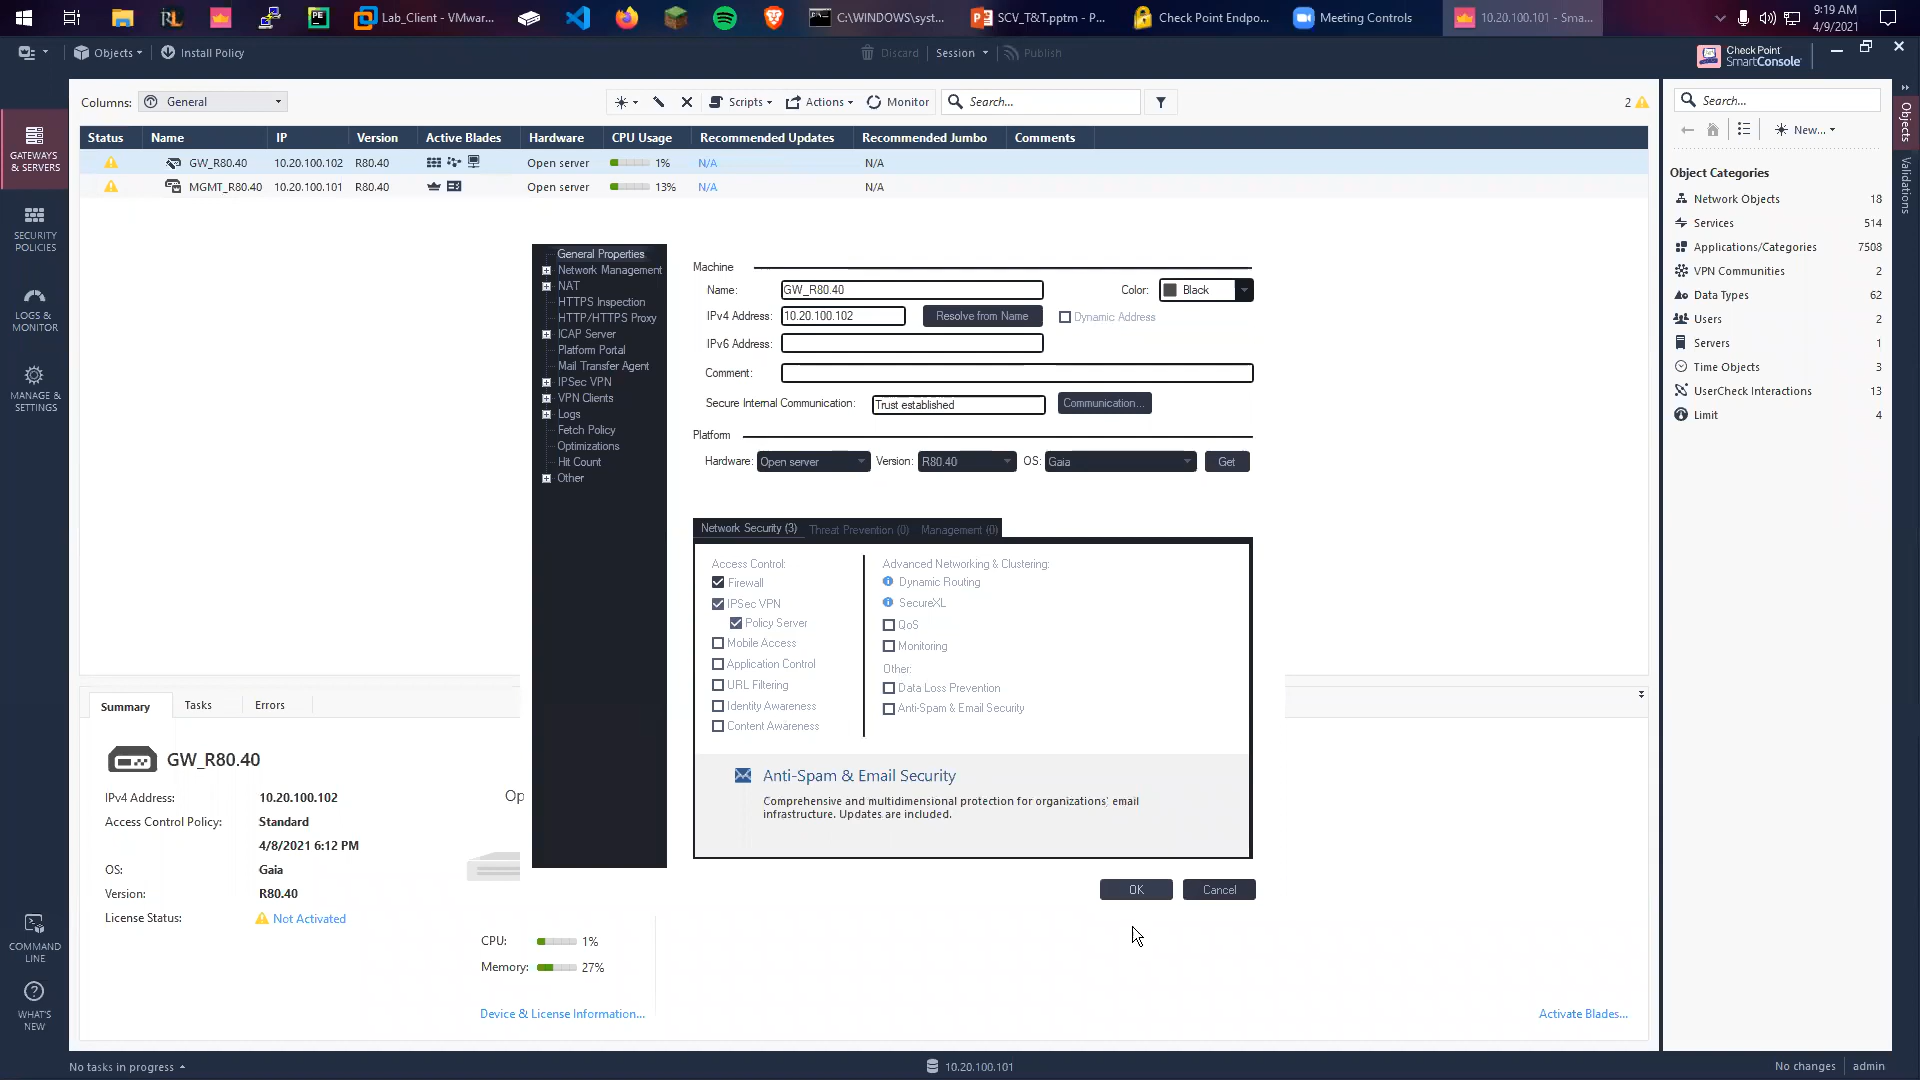 Lab_Client - VMwar...
C:\WINDOWS\syst...
SCV_T&T.pptm - P...
Check Point Endpo...
Meeting Controls
10.20.100.101 - Sma...
9:19 AM
4/9/2021
Objects
Install Policy
Discard
Session
Publish
Check Point
SmartConsole
Columns:
General
Scripts
Actions
Monitor
Search...
2
Status
Name
IP
Version
Active Blades
Hardware
CPU Usage
Recommended Updates
Recommended Jumbo
Comments
GW_R80.40
10.20.100.102
R80.40
Open server
1%
N/A
N/A
MGMT_R80.40
10.20.100.101
R80.40
Open server
13%
N/A
N/A
GATEWAYS
& SERVERS
SECURITY
POLICIES
LOGS &
MONITOR
MANAGE &
SETTINGS
COMMAND
LINE
WHAT'S
NEW
General Properties
Network Management
NAT
HTTPS Inspection
HTTP/HTTPS Proxy
ICAP Server
Platform Portal
Mail Transfer Agent
IPSec VPN
VPN Clients
Logs
Fetch Policy
Optimizations
Hit Count
Other
Machine
Name:
GW_R80.40
Color:
Black
IPv4 Address:
10.20.100.102
Resolve from Name
Dynamic Address
IPv6 Address:
Comment:
Secure Internal Communication:
Trust established
Communication...
Platform
Hardware:
Open server
Version:
R80.40
OS:
Gaia
Get
Network Security (3)
Threat Prevention (0)
Management (0)
Access Control:
Firewall
IPSec VPN
Policy Server
Mobile Access
Application Control
URL Filtering
Identity Awareness
Content Awareness
Advanced Networking & Clustering:
Dynamic Routing
SecureXL
QoS
Monitoring
Other:
Data Loss Prevention
Anti-Spam & Email Security
Anti-Spam & Email Security
Comprehensive and multidimensional protection for organizations' email
infrastructure. Updates are included.
OK
Cancel
Summary
Tasks
Errors
GW_R80.40
IPv4 Address:
10.20.100.102
Access Control Policy:
Standard
4/8/2021 6:12 PM
OS:
Gaia
Version:
R80.40
License Status:
Not Activated
Op
CPU:
1%
Memory:
27%
Device & License Information...
Activate Blades...
Search...
New...
Object Categories
Network Objects
18
Services
514
Applications/Categories
7508
VPN Communities
2
Data Types
62
Users
2
Servers
1
Time Objects
3
UserCheck Interactions
13
Limit
4
Objects
Validations
No tasks in progress
10.20.100.101
No changes
admin